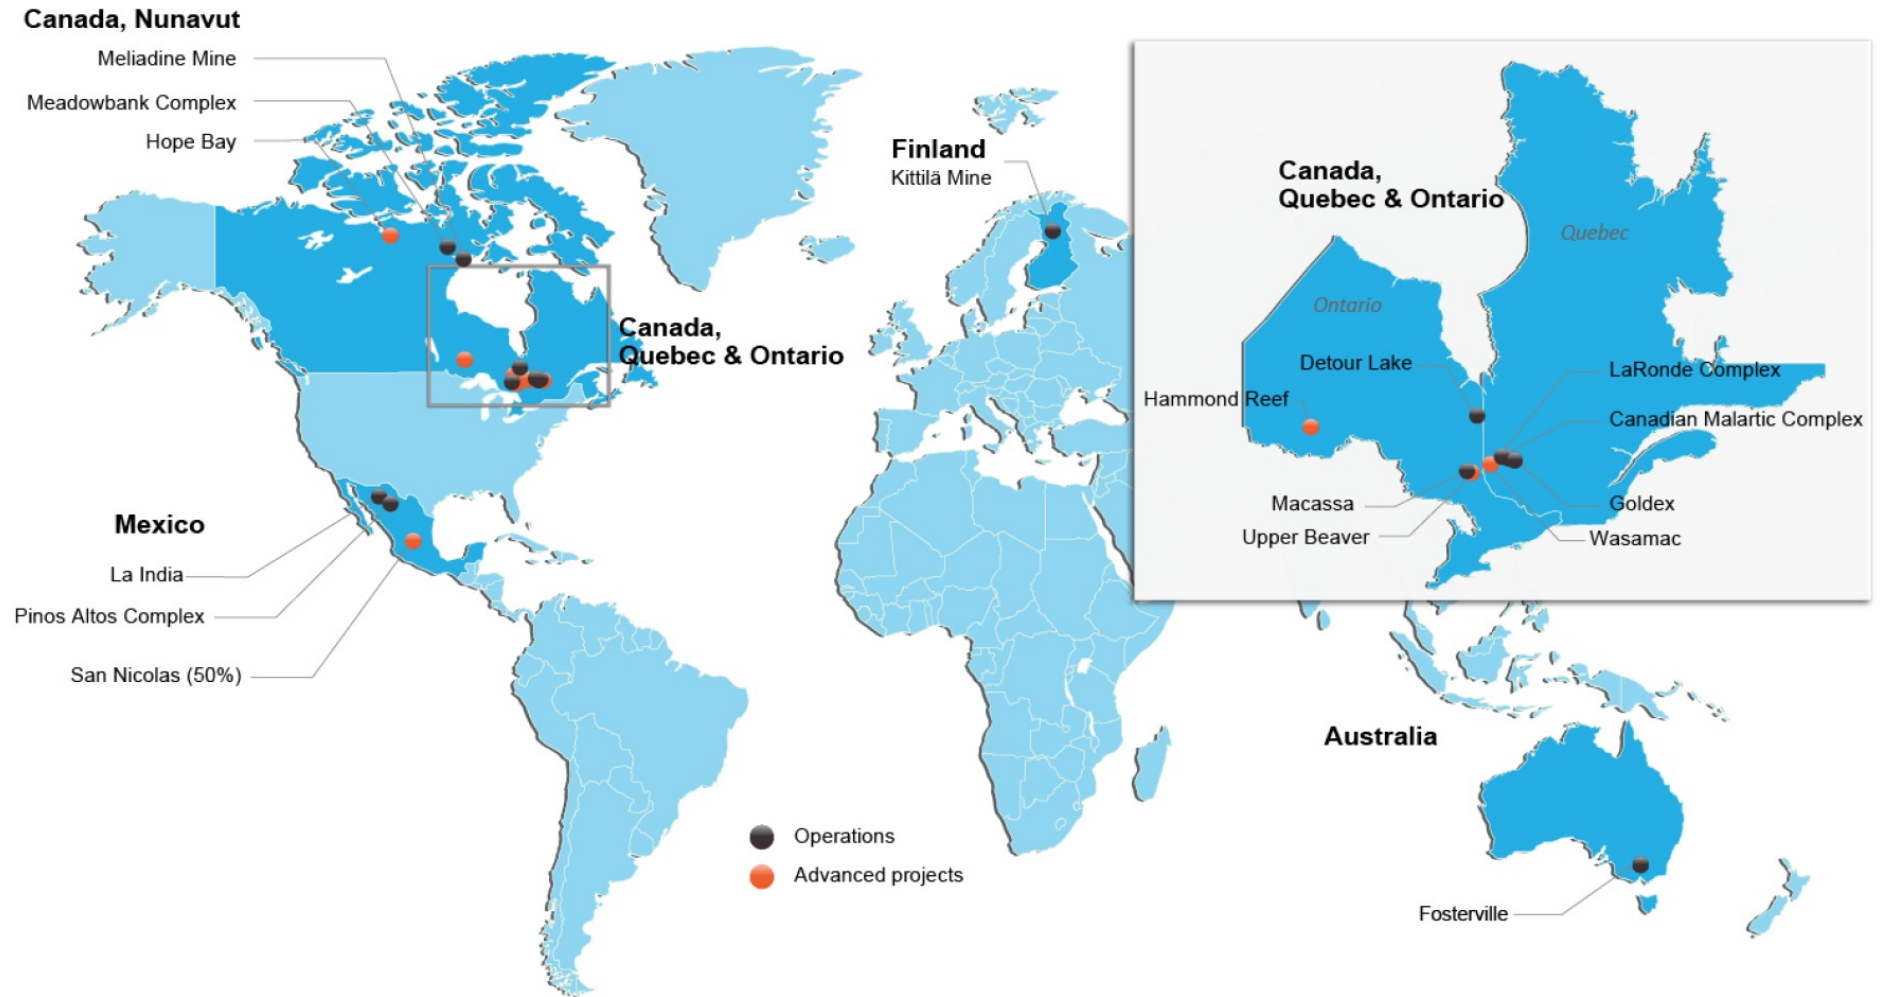 Canada, Nunavut
Meliadine Mine
Meadowbank Complex
Hope Bay
Finland
Kittilä Mine
Canada,
Quebec & Ontario
Mexico
La India
Pinos Altos Complex
San Nicolas (50%)
Operations
Advanced projects
Canada,
Quebec & Ontario
Quebec
Ontario
Detour Lake
LaRonde Complex
Hammond Reef
Canadian Malartic Complex
Macassa
Goldex
Upper Beaver
Wasamac
Australia
Fosterville